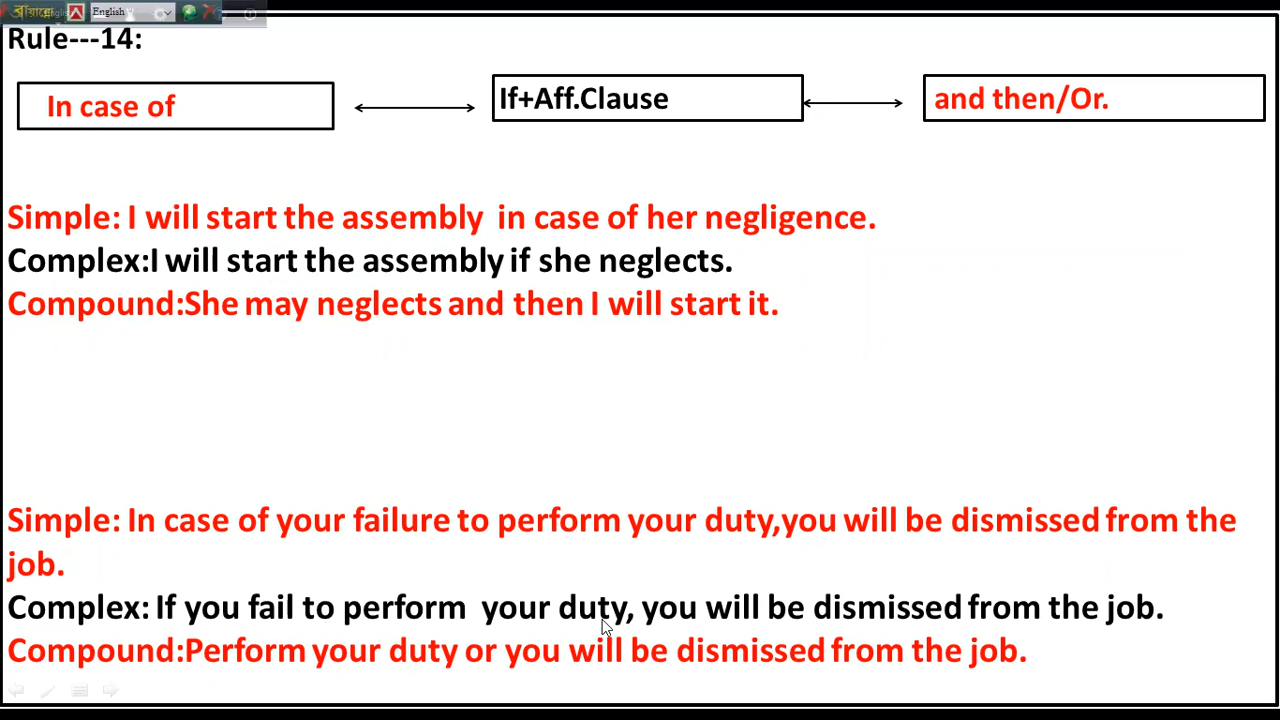 English
Rule---14:
In case of
If+Aff.Clause
and then/Or.
Simple: I will start the assembly  in case of her negligence.
Complex:I will start the assembly if she neglects.
Compound:She may neglects and then I will start it.
Simple: In case of your failure to perform your duty,you will be dismissed from the
job.
Complex: If you fail to perform  your duty, you will be dismissed from the job.
Compound:Perform your duty or you will be dismissed from the job.